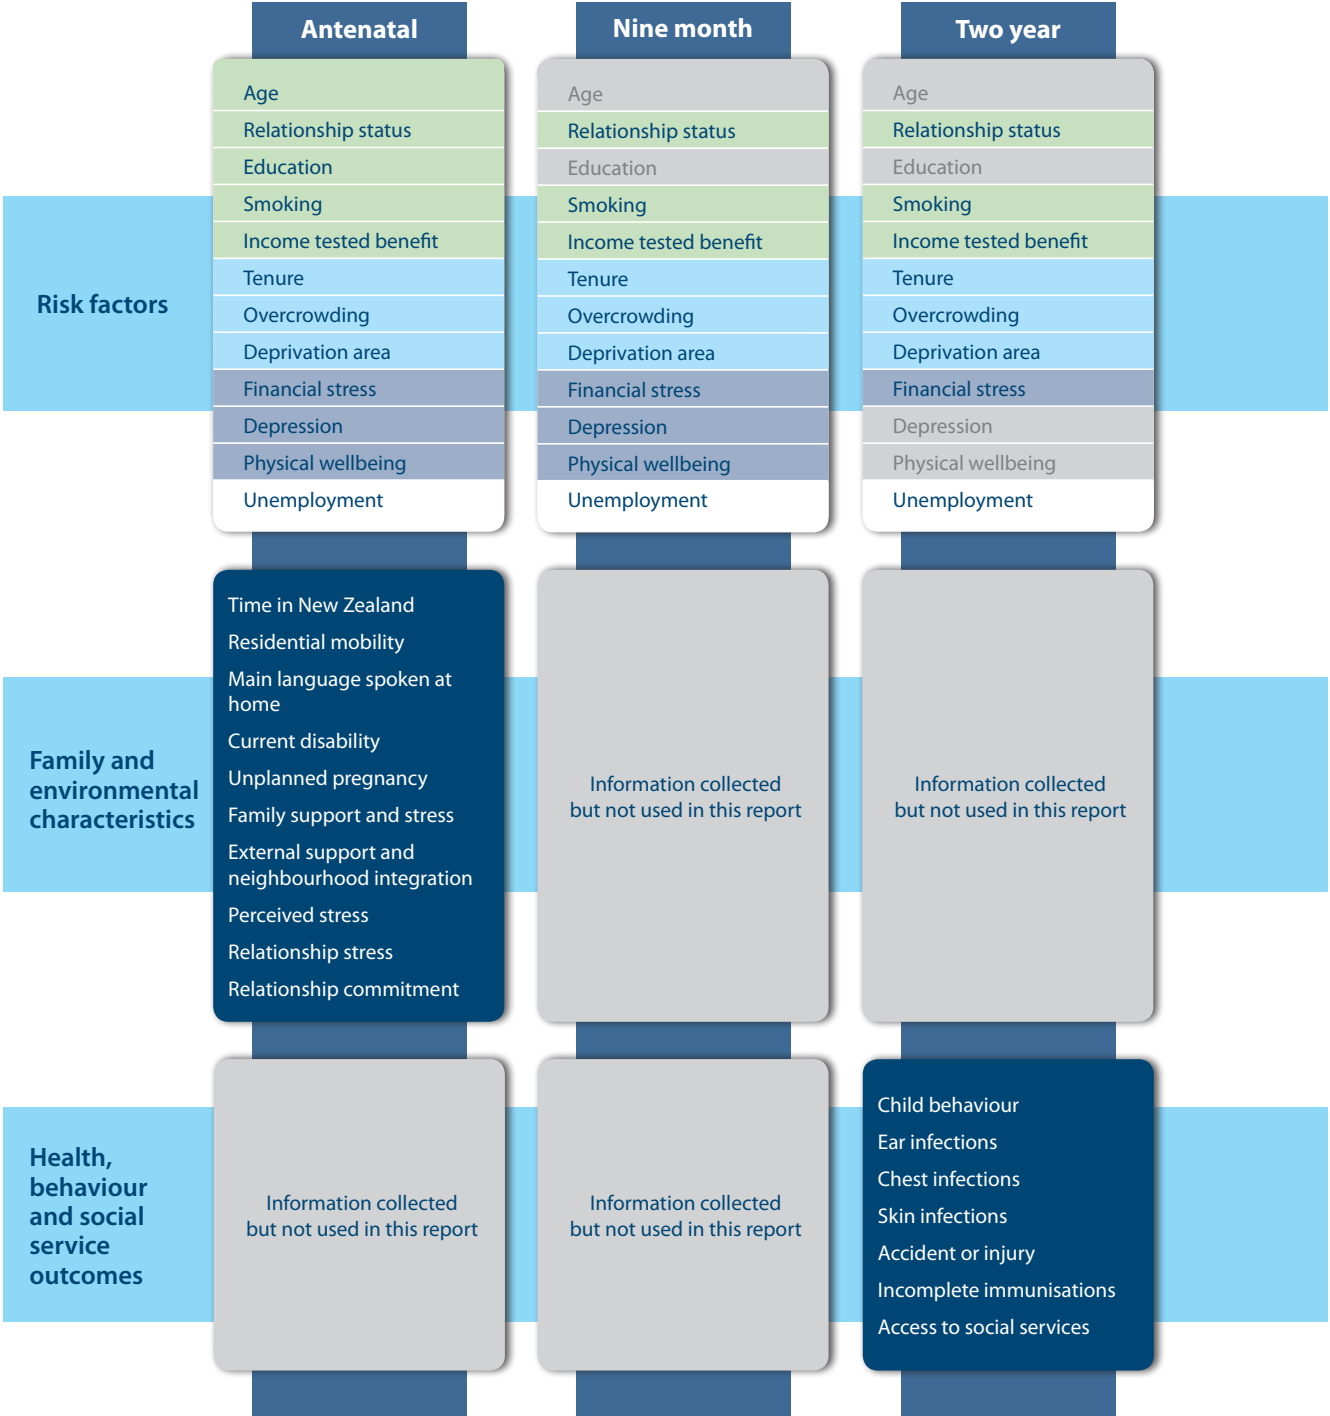 Antenatal
Nine month
Two year
Risk factors
Age
Relationship status
Education
Smoking
Income tested benefit
Tenure
Overcrowding
Deprivation area
Financial stress
Depression
Physical wellbeing
Unemployment
Age
Relationship status
Education
Smoking
Income tested benefit
Tenure
Overcrowding
Deprivation area
Financial stress
Depression
Physical wellbeing
Unemployment
Age
Relationship status
Education
Smoking
Income tested benefit
Tenure
Overcrowding
Deprivation area
Financial stress
Depression
Physical wellbeing
Unemployment
Family and
environmental
characteristics
Time in New Zealand
Residential mobility
Main language spoken at
home
Current disability
Unplanned pregnancy
Family support and stress
External support and
neighbourhood integration
Perceived stress
Relationship stress
Relationship commitment
Information collected
but not used in this report
Information collected
but not used in this report
Health,
behaviour
and social
service
outcomes
Information collected
but not used in this report
Information collected
but not used in this report
Child behaviour
Ear infections
Chest infections
Skin infections
Accident or injury
Incomplete immunisations
Access to social services